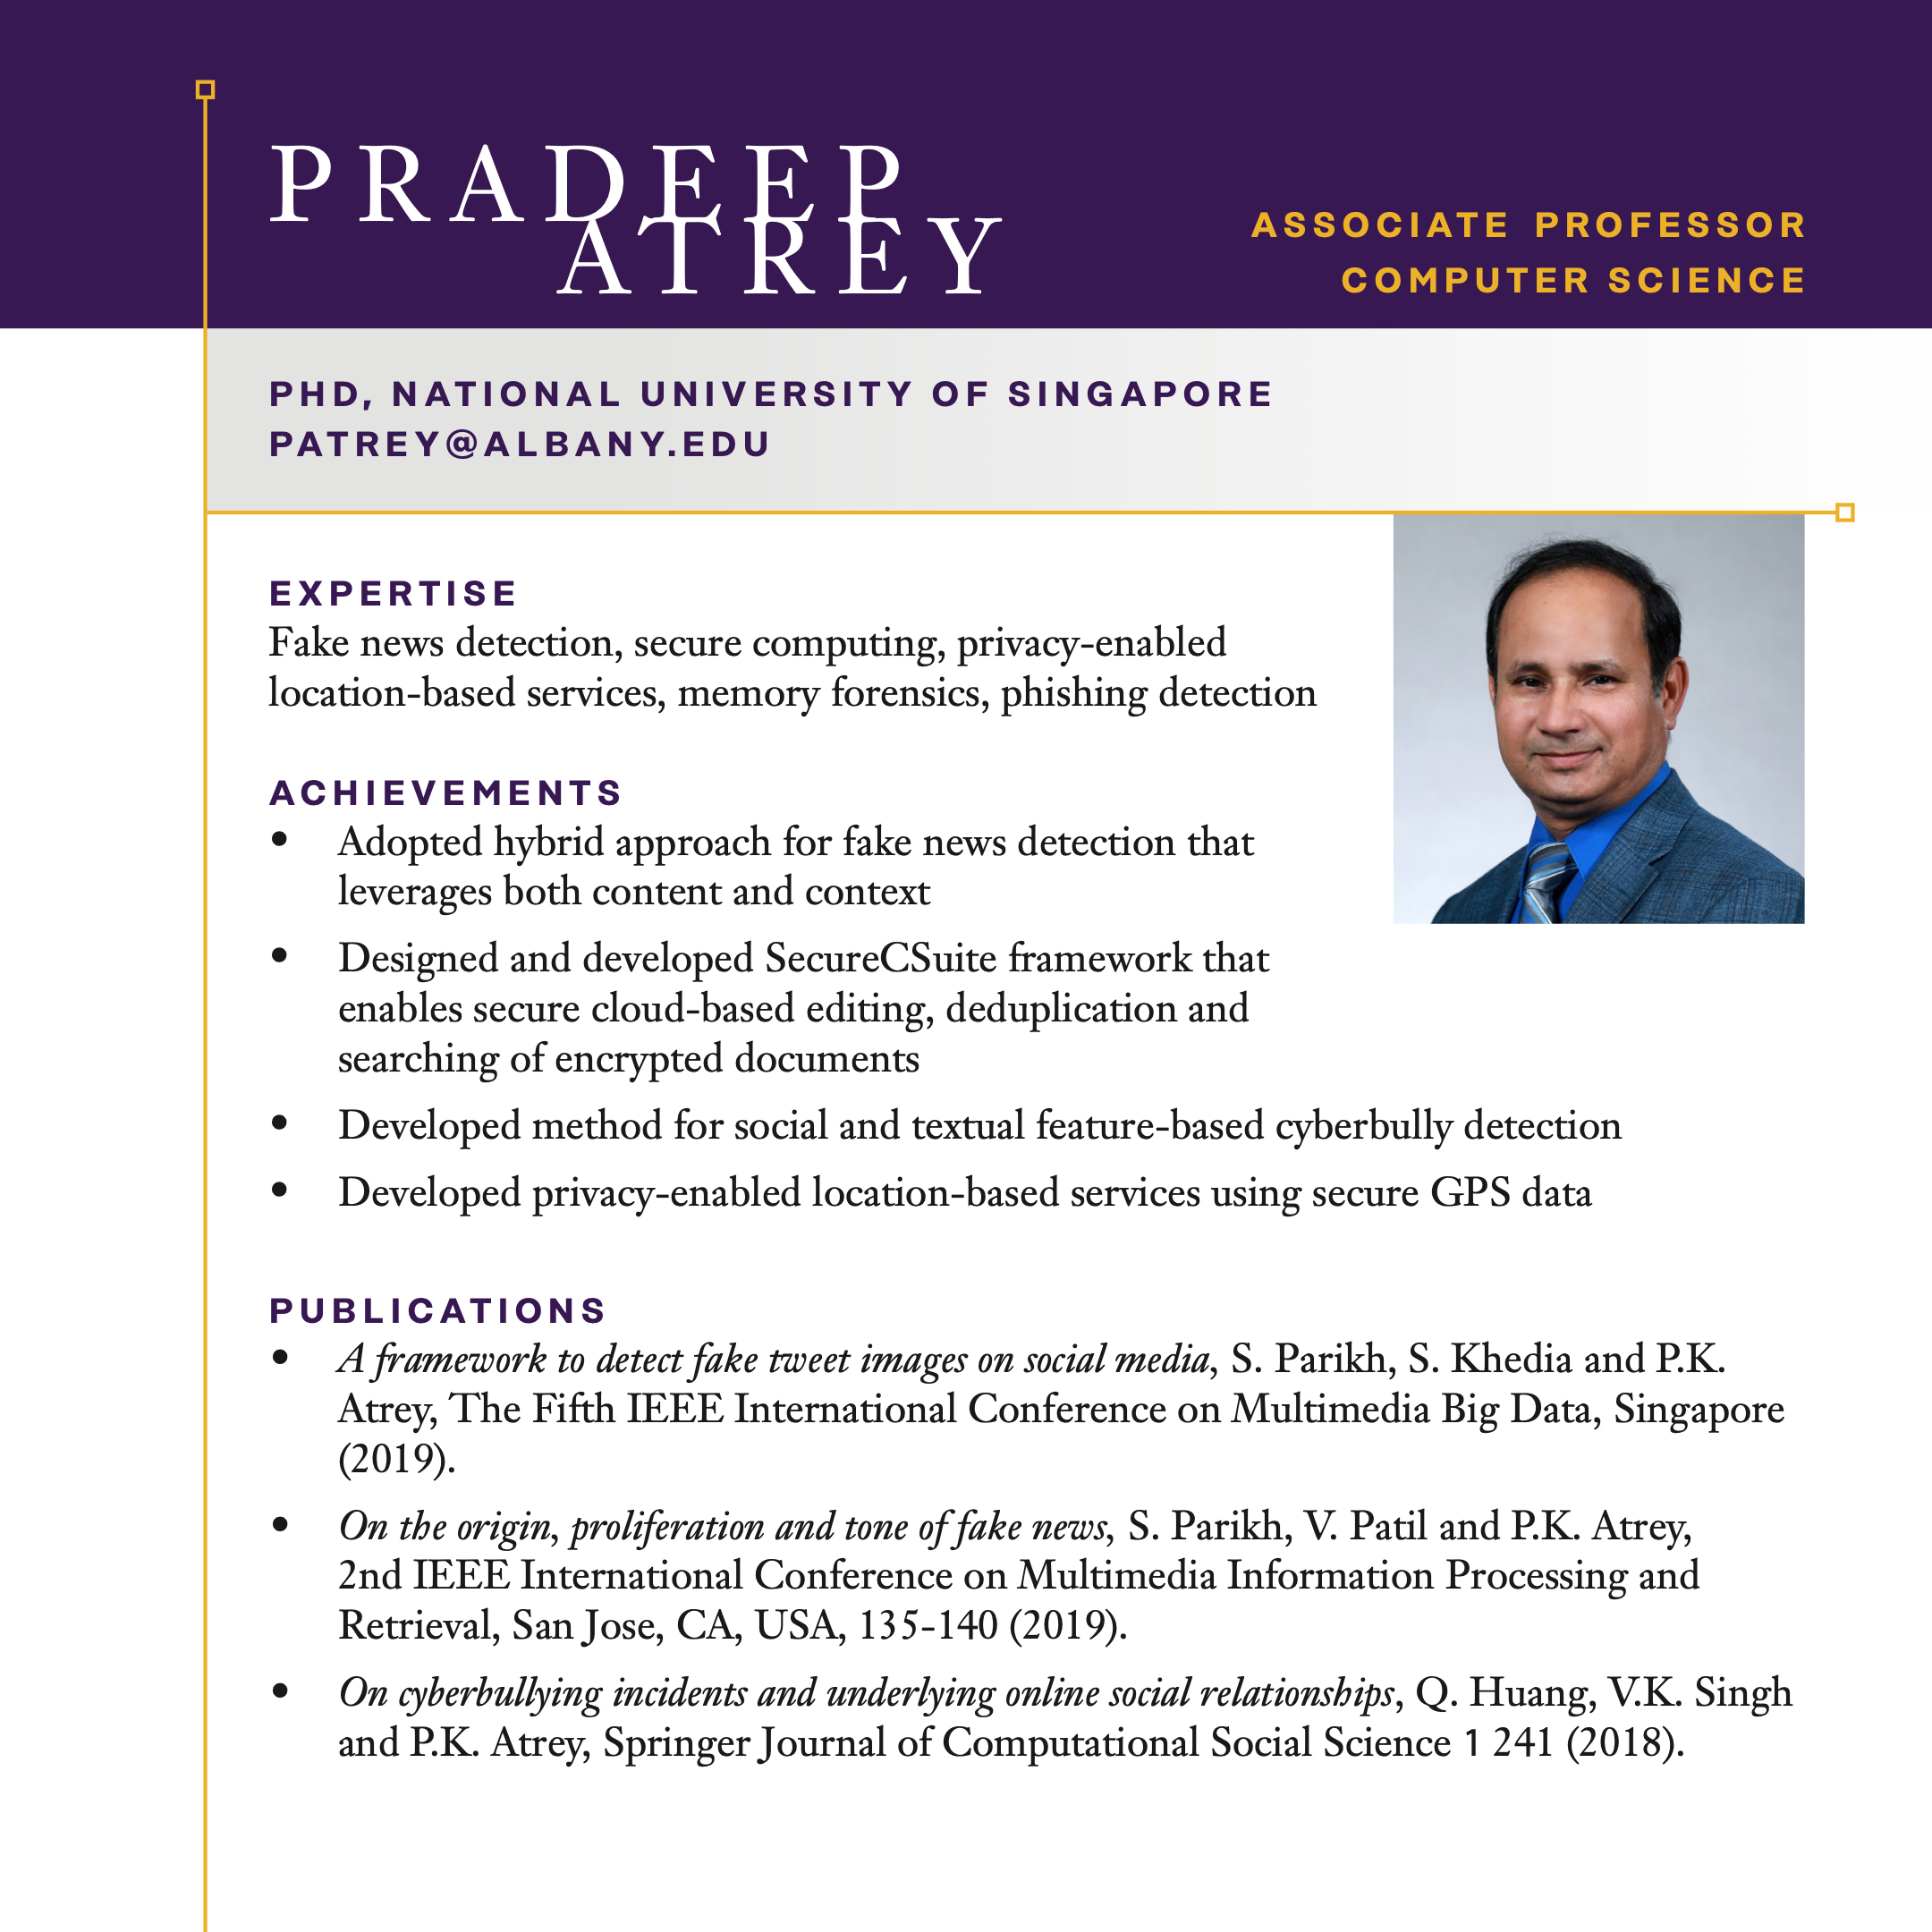 PRADEEP
ATREY
ASSOCIATE PROFESSOR
COMPUTER SCIENCE
PHD, NATIONAL UNIVERSITY OF SINGAPORE
PATREY@ALBANY.EDU
EXPERTISE
Fake news detection, secure computing, privacy-enabled
location-based services, memory forensics, phishing detection
ACHIEVEMENTS
• Adopted hybrid approach for fake news detection that
leverages both content and context
• Designed and developed SecureCSuite framework that
enables secure cloud-based editing, deduplication and
searching of encrypted documents
• Developed method for social and textual feature-based cyberbully detection
• Developed privacy-enabled location-based services using secure GPS data
PUBLICATIONS
• A framework to detect fake tweet images on social media, S. Parikh, S. Khedia and P.K.
Atrey, The Fifth IEEE International Conference on Multimedia Big Data, Singapore
(2019).
• On the origin, proliferation and tone of fake news, S. Parikh, V. Patil and P.K. Atrey,
2nd IEEE International Conference on Multimedia Information Processing and
Retrieval, San Jose, CA, USA, 135-140 (2019).
• On cyberbullying incidents and underlying online social relationships, Q. Huang, V.K. Singh
and P.K. Atrey, Springer Journal of Computational Social Science 1 241 (2018).